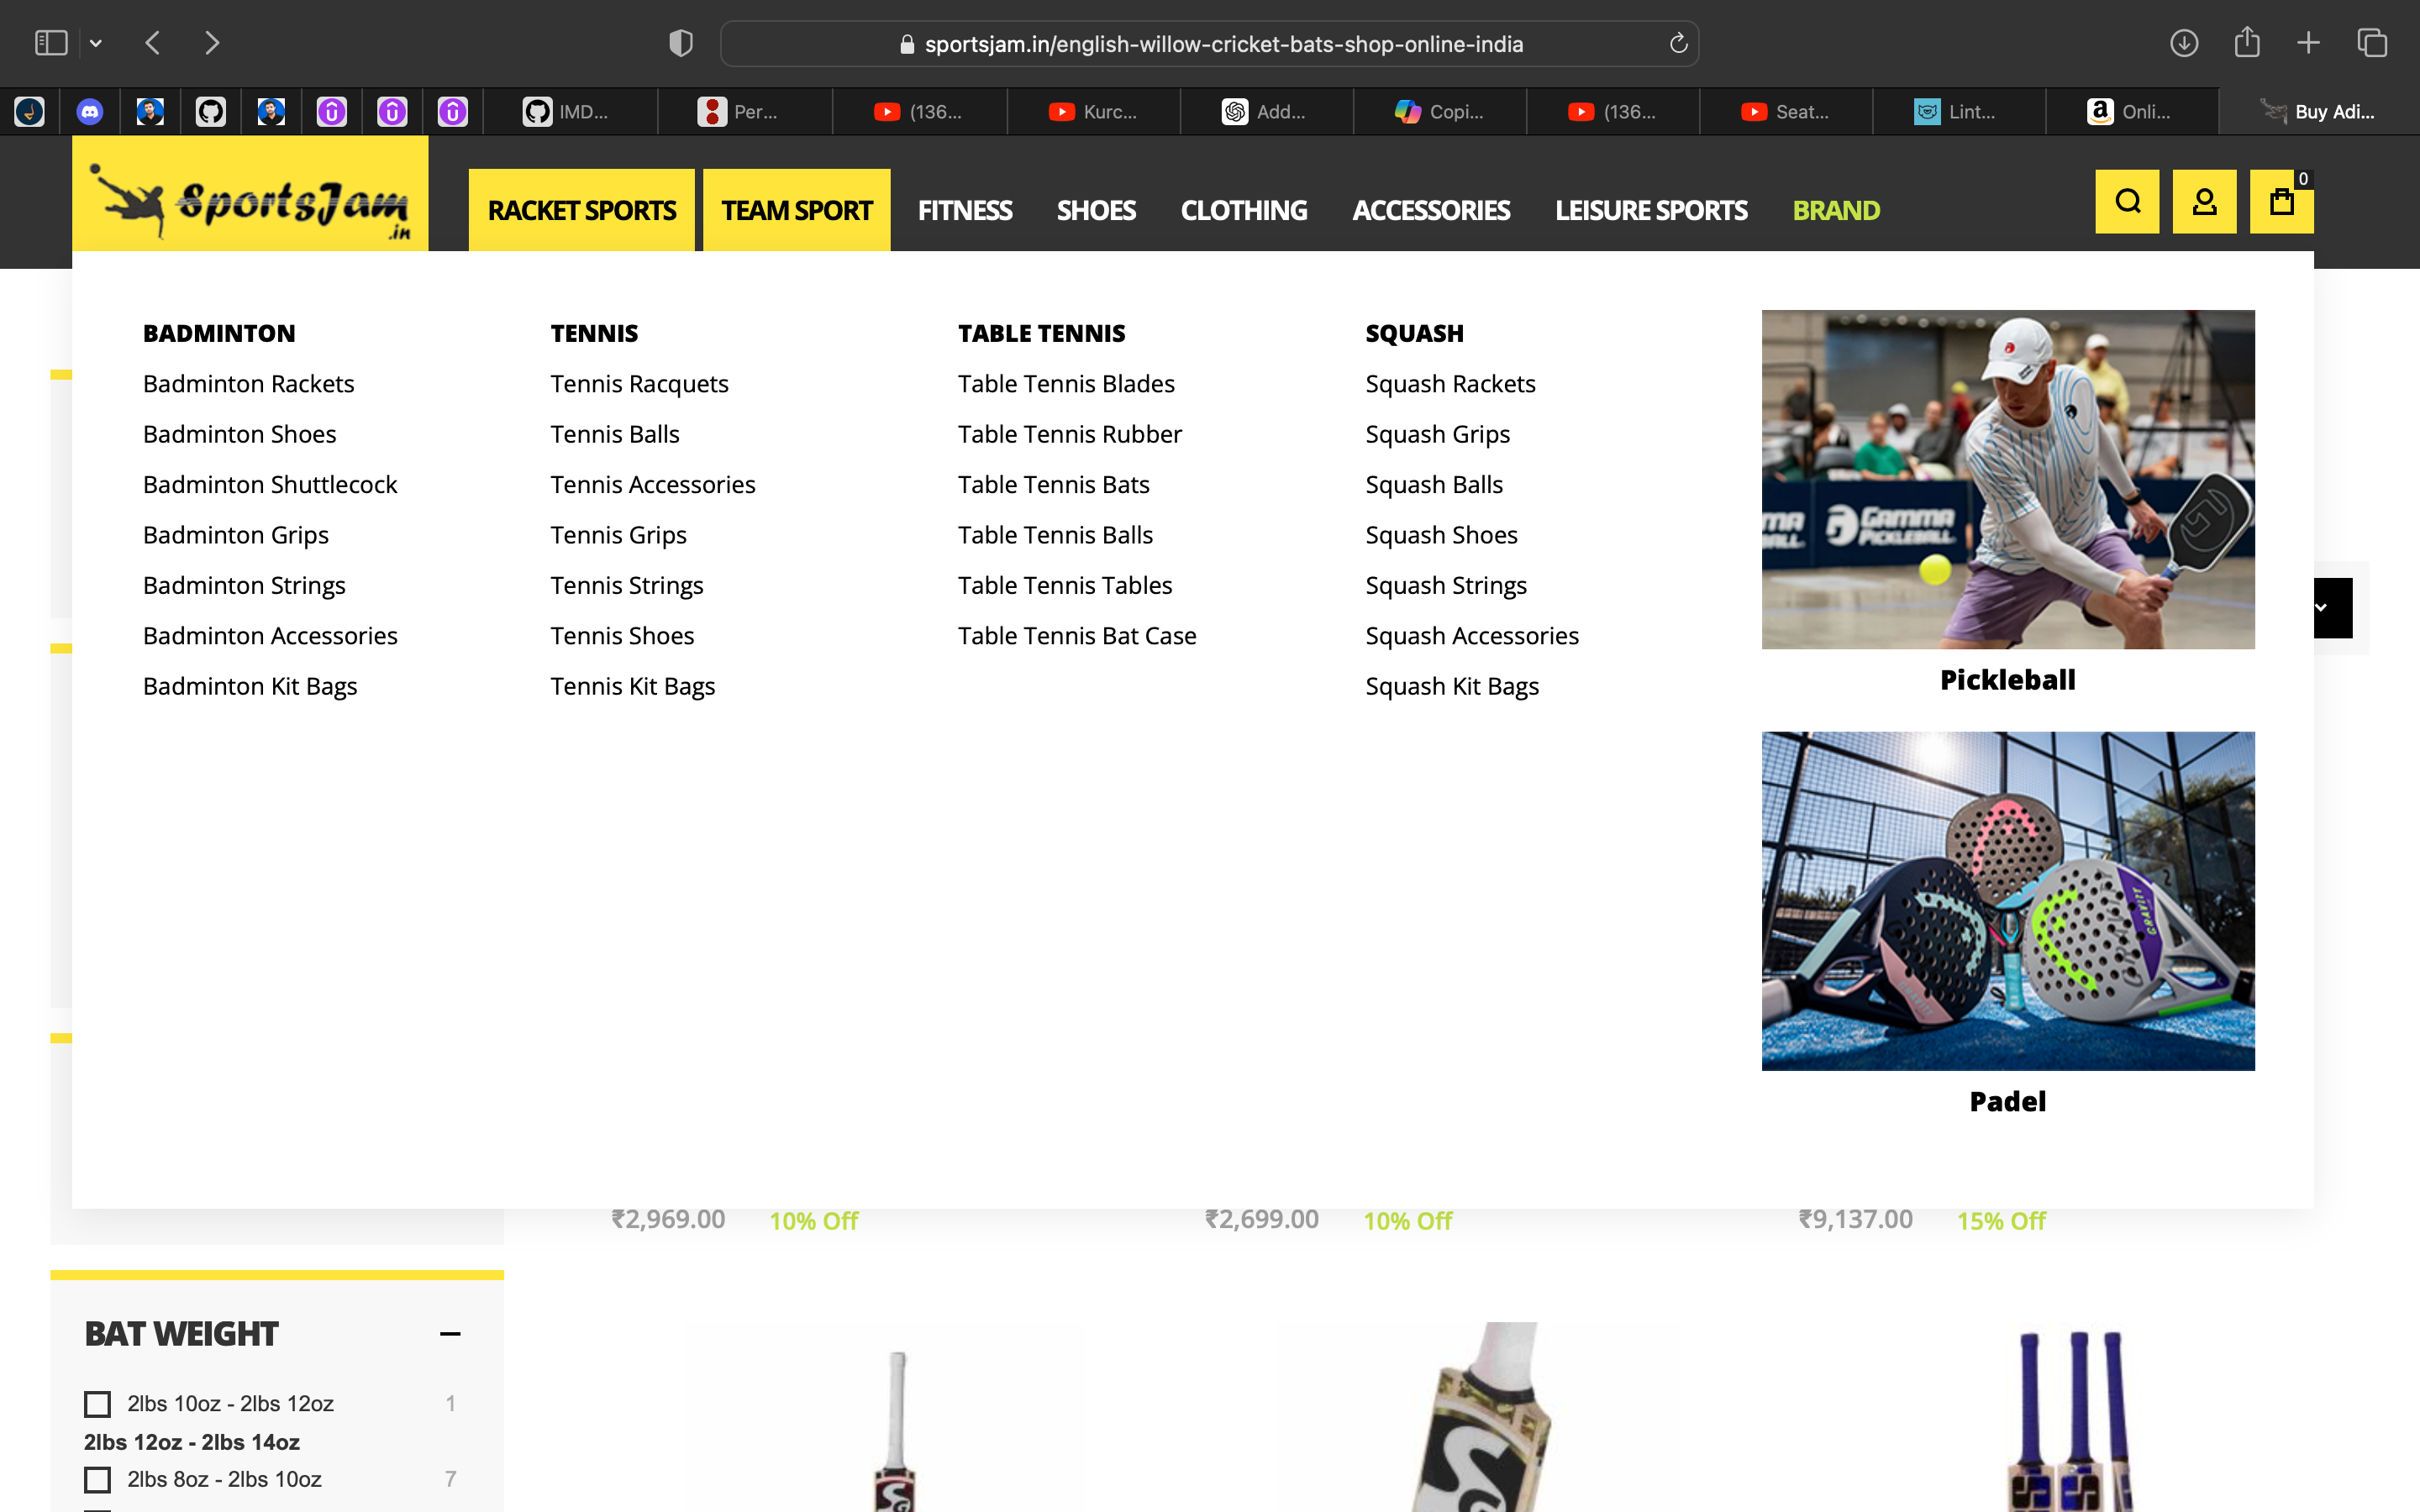 sportsjam.in/english-willow-cricket-bats-shop-online-india
IMD...
Per...
(136...
Kurc...
Add...
Copi...
(136...
Seat...
Lint...
Onli...
Buy Adi...
SportsJam
.in
RACKET SPORTS
TEAM SPORT
FITNESS
SHOES
CLOTHING
ACCESSORIES
LEISURE SPORTS
BRAND
0
BADMINTON
Badminton Rackets
Badminton Shoes
Badminton Shuttlecock
Badminton Grips
Badminton Strings
Badminton Accessories
Badminton Kit Bags
TENNIS
Tennis Racquets
Tennis Balls
Tennis Accessories
Tennis Grips
Tennis Strings
Tennis Shoes
Tennis Kit Bags
TABLE TENNIS
Table Tennis Blades
Table Tennis Rubber
Table Tennis Bats
Table Tennis Balls
Table Tennis Tables
Table Tennis Bat Case
SQUASH
Squash Rackets
Squash Grips
Squash Balls
Squash Shoes
Squash Strings
Squash Accessories
Squash Kit Bags
GAMMA
PICKLEBALL
Pickleball
GRAVITY
Padel
₹2,969.00 10% Off
₹2,699.00 10% Off
₹9,137.00 15% Off
BAT WEIGHT
2lbs 10oz - 2lbs 12oz 1
2lbs 12oz - 2lbs 14oz
2lbs 8oz - 2lbs 10oz 7
SG
SG